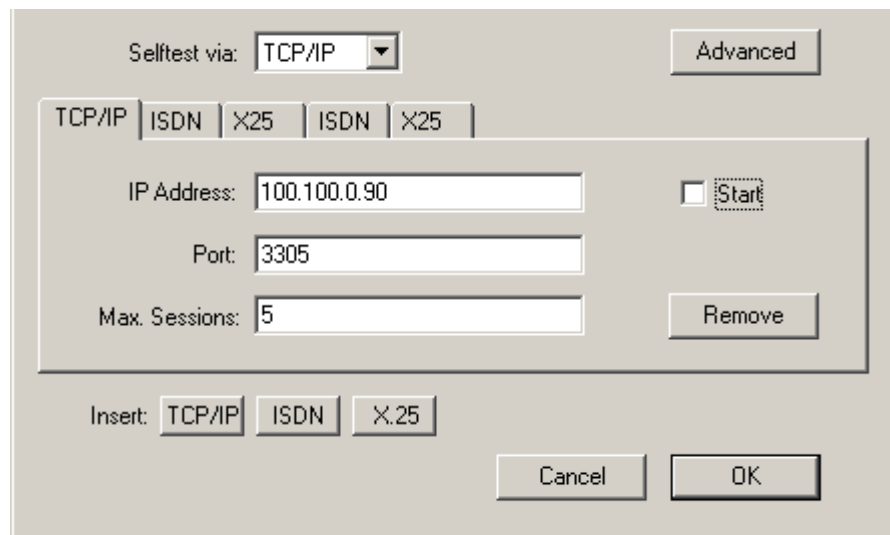 Selftest via: TCP/IP Advanced
TCP/IP ISDN X25 ISDN X25
IP Address: 100.100.0.90 Start
Port: 3305
Max. Sessions: 5 Remove
Insert: TCP/IP ISDN X.25
Cancel OK